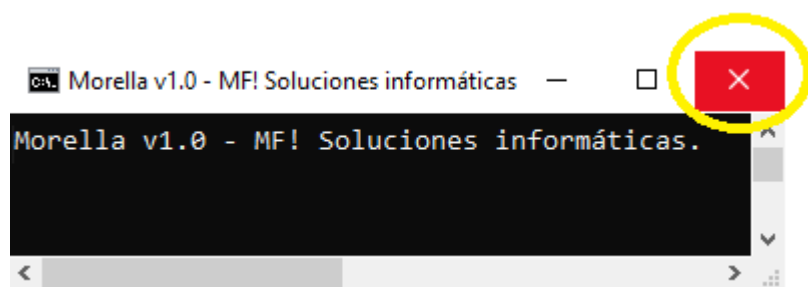 Morella v1.0 - MF! Soluciones informáticas
Morella v1.0 - MF! Soluciones informáticas.